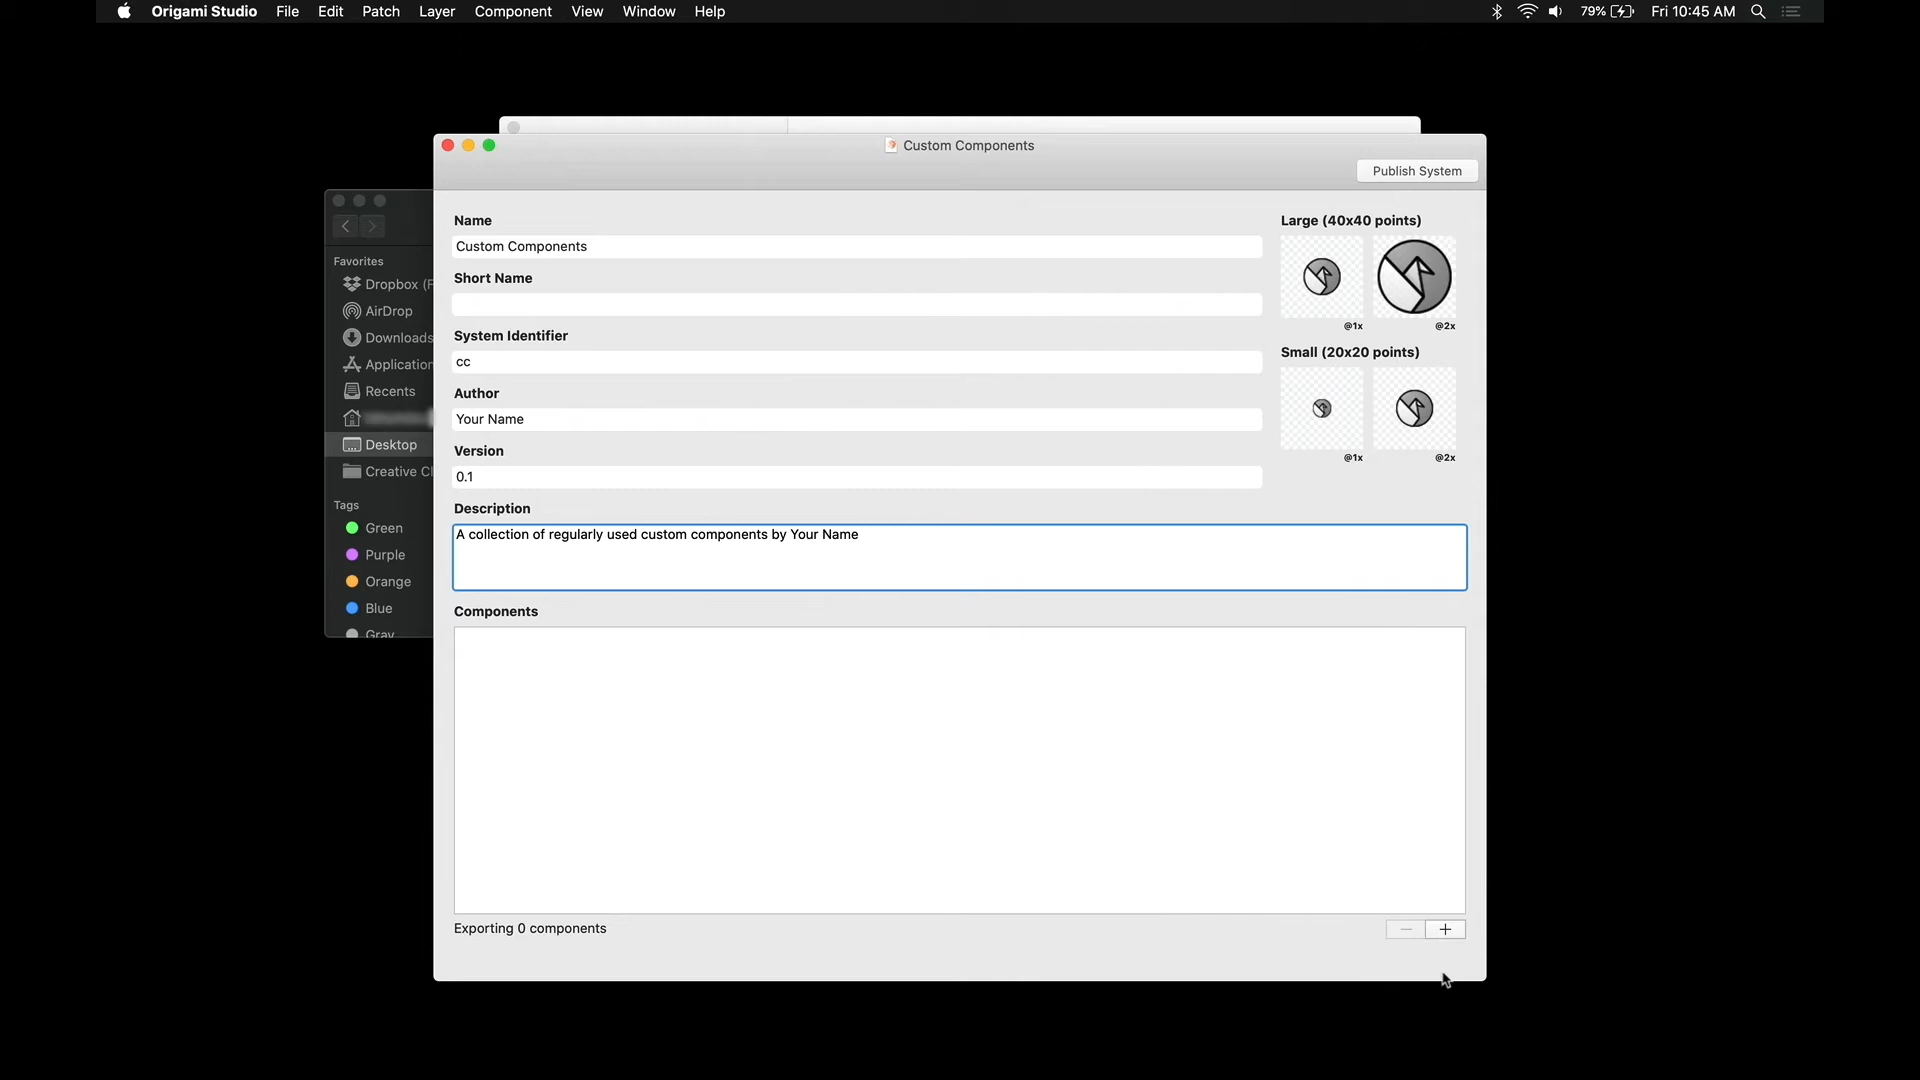 Origami Studio File Edit Patch Layer Component View Window Help 79% Fri 10:45 AM
Custom Components
Publish System
Name
Custom Components
Short Name
System Identifier
cc
Author
Your Name
Version
0.1
Description
A collection of regularly used custom components by Your Name
Components
Exporting 0 components
Large (40x40 points)
@1x @2x
Small (20x20 points)
@1x @2x
Favorites
Dropbox (F
AirDrop
Downloads
Application
Recents
Desktop
Creative Cl
Tags
Green
Purple
Orange
Blue
Gray